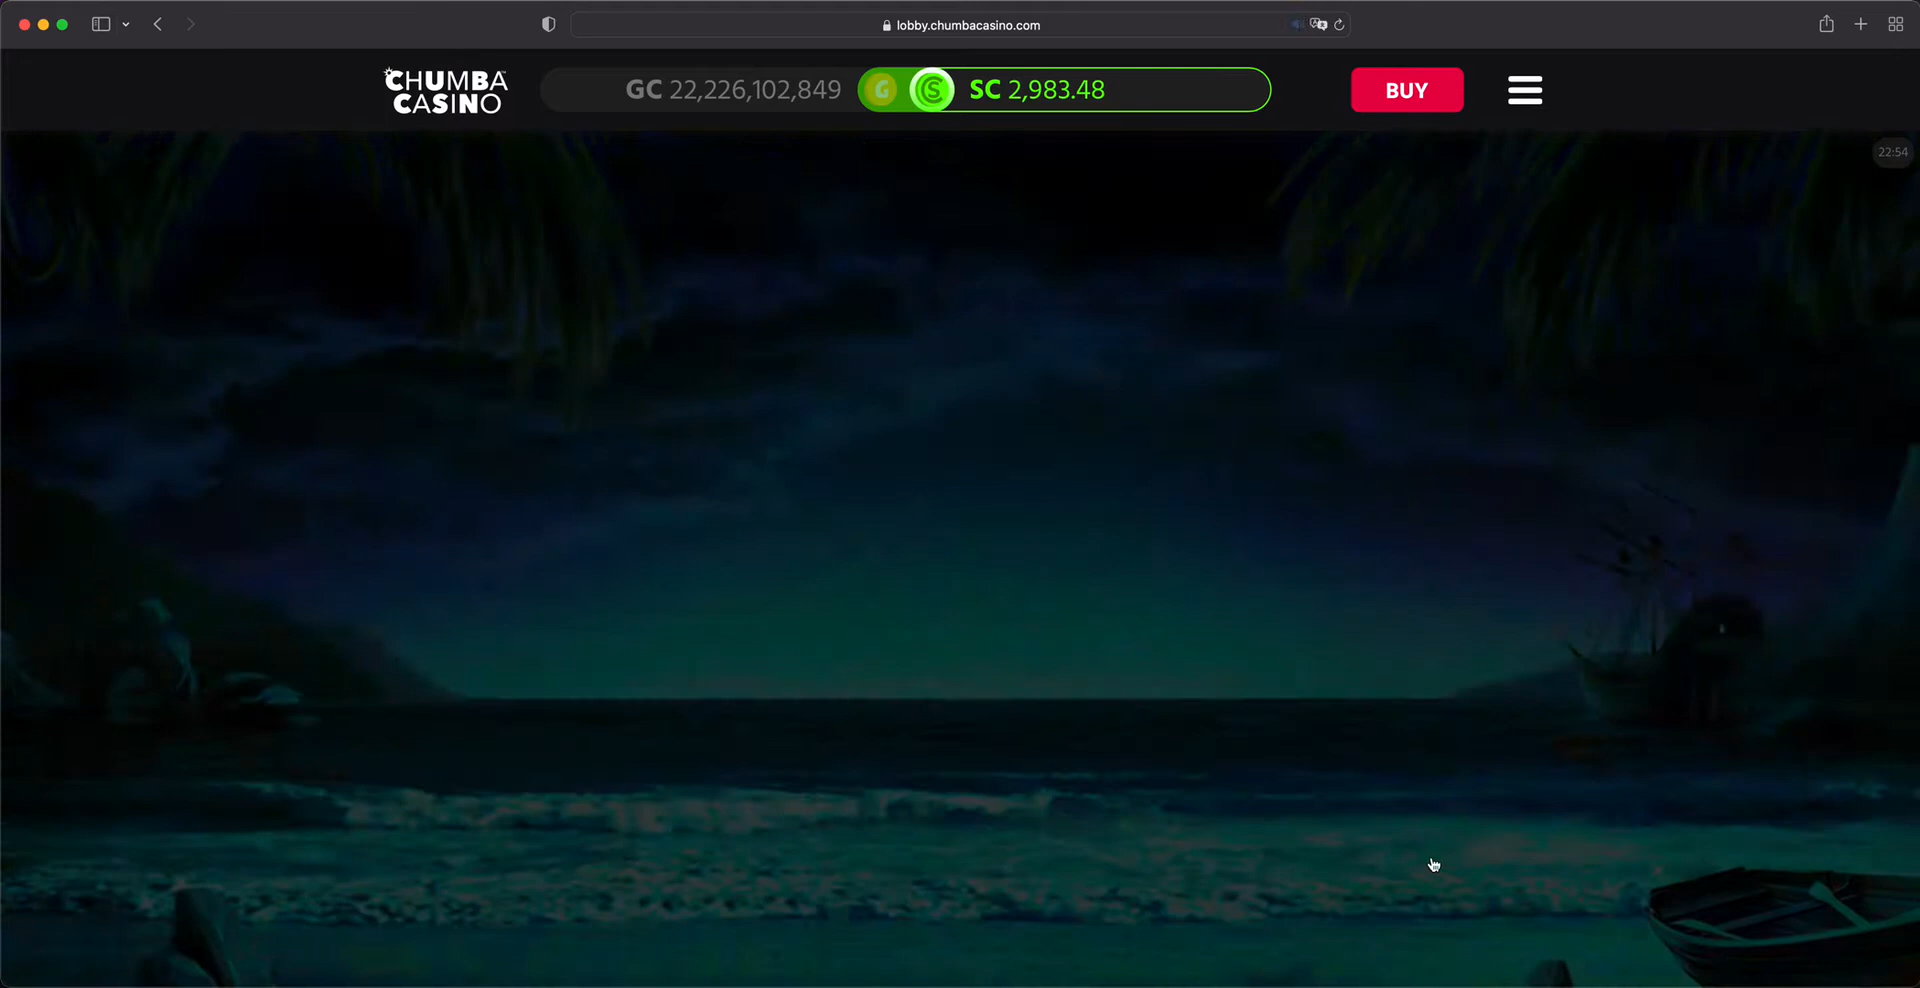 lobby.chumbacasino.com
CHUMBA CASINO
GC 22,226,102,849
G
S
SC 2,983.48
BUY
22:54